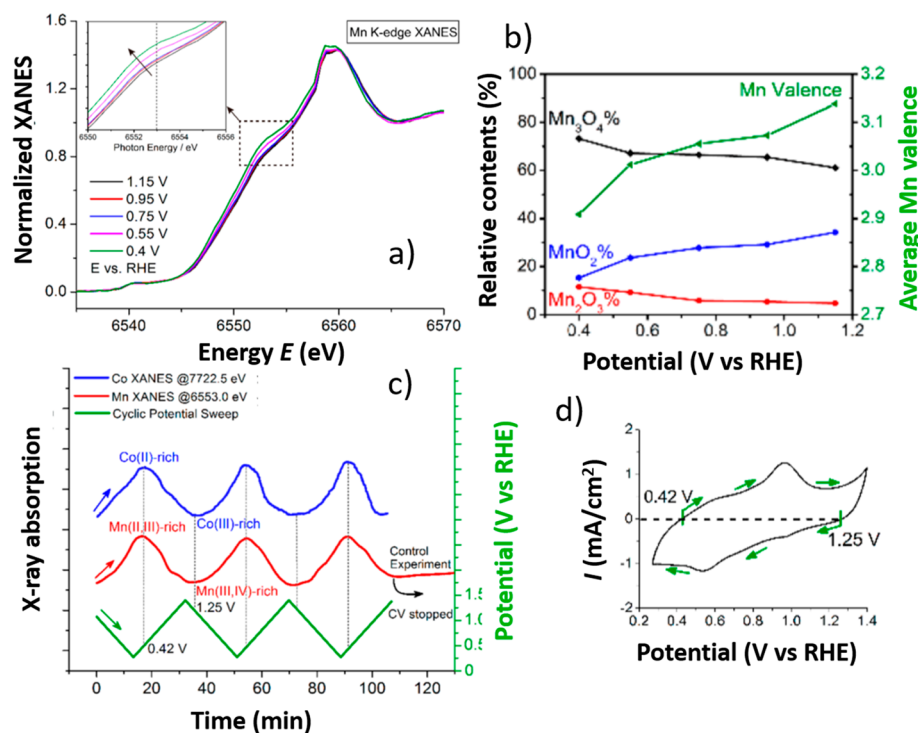 a)
Mn K-edge XANES
Normalized XANES
1.6
1.2
0.8
0.4
0.0
6550 6552 6554 6556
Photon Energy / eV
1.15 V
0.95 V
0.75 V
0.55 V
0.4 V
E vs. RHE
6540 6550 6560 6570
Energy E (eV)
b)
Relative contents (%)
100
80
60
40
20
0
Mn Valence
Mn₃O₄%
MnO₂%
Mn₂O₃%
3.2
3.1
3.0
2.9
2.8
2.7
Average Mn valence
0.4 0.6 0.8 1.0 1.2
Potential (V vs RHE)
c)
Co XANES @7722.5 eV
Mn XANES @6553.0 eV
Cyclic Potential Sweep
X-ray absorption
Co(II)-rich
Co(III)-rich
Mn(II,III)-rich
Mn(III,IV)-rich
1.25 V
0.42 V
Control
Experiment
CV stopped
Potential (V vs RHE)
0 20 40 60 80 100 120
Time (min)
d)
I (mA/cm²)
2
1
0
-1
-2
0.42 V
1.25 V
0.2 0.4 0.6 0.8 1.0 1.2 1.4
Potential (V vs RHE)